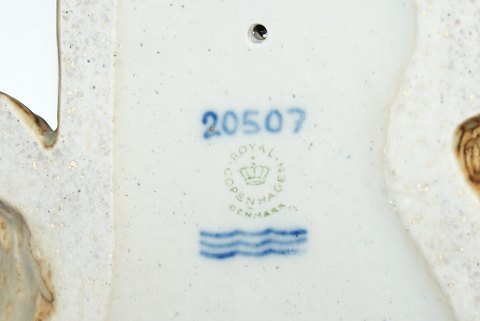 20507
ROYAL
COPENHAGEN
DENMARK